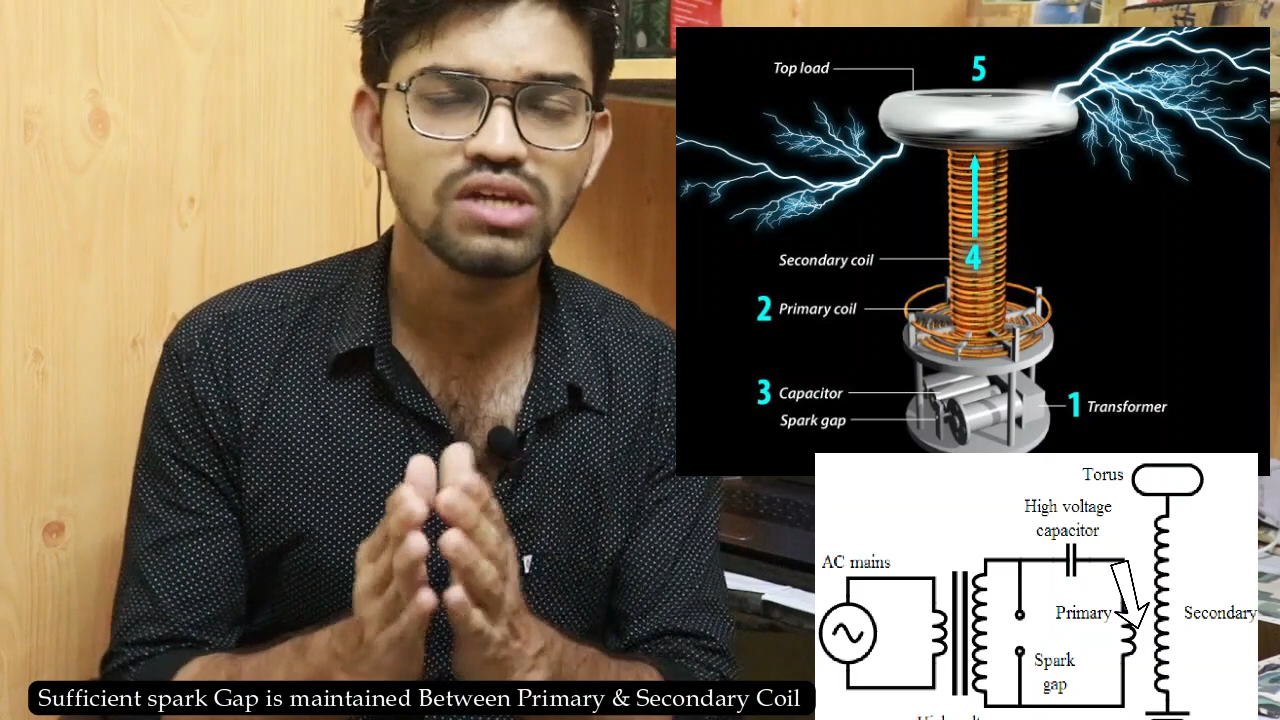 Top load
5
Secondary coil
4
2 Primary coil
3 Capacitor
Spark gap
1 Transformer
Torus
High voltage
capacitor
AC mains
Primary
Secondary
Spark
gap
Sufficient spark Gap is maintained Between Primary & Secondary Coil